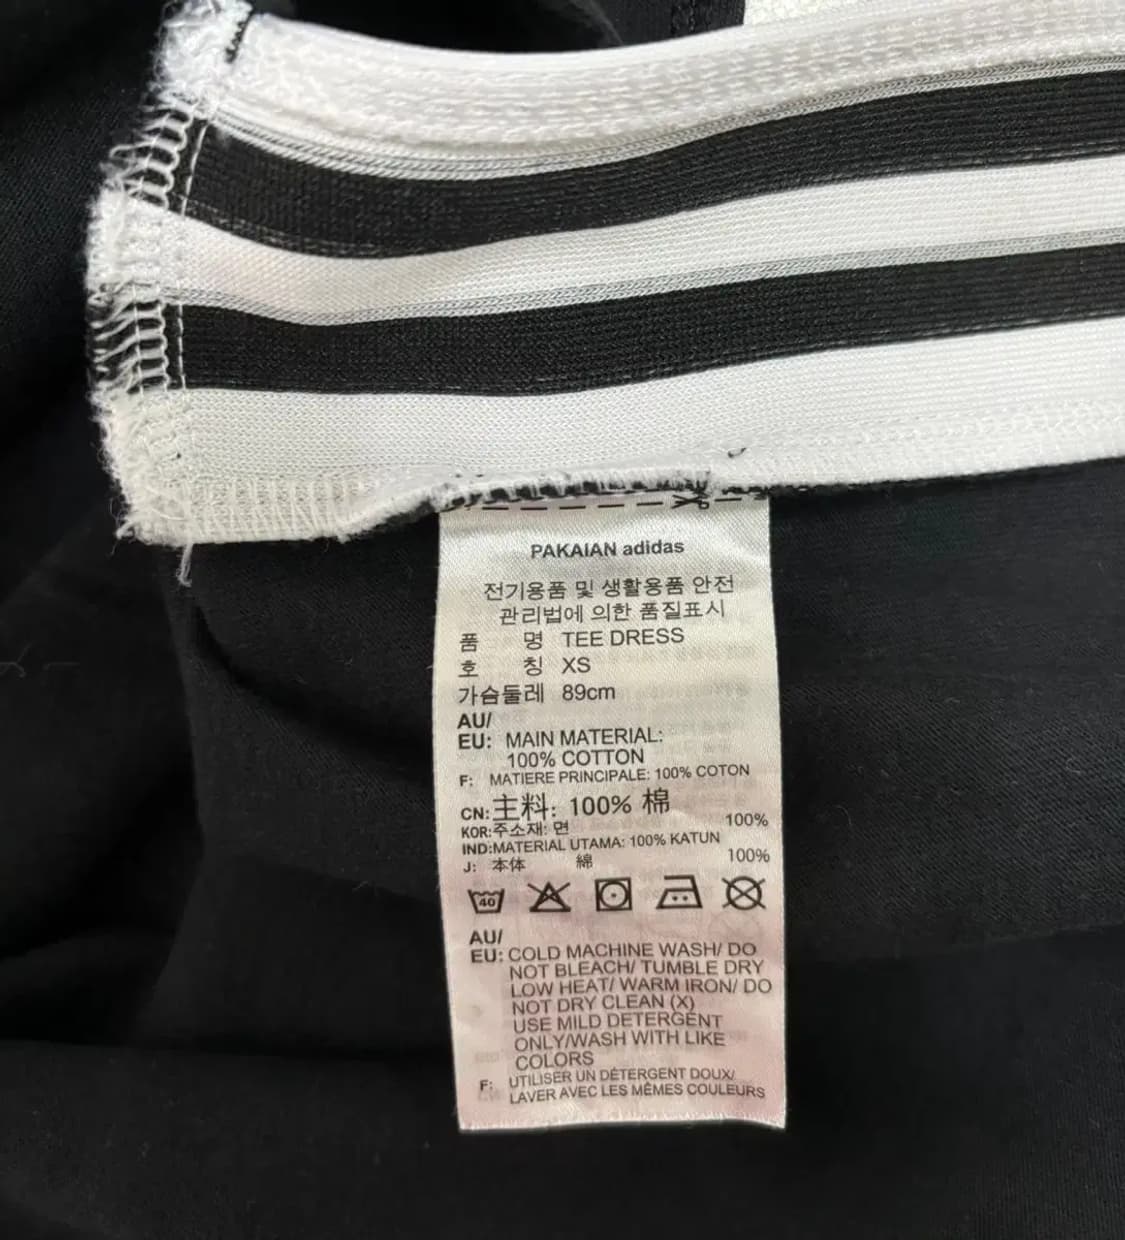 PAKAIAN adidas
전기용품 및 생활용품 안전
관리법에 의한 품질표시
품 명 TEE DRESS
호 칭 XS
가슴둘레 89cm
AU/
EU: MAIN MATERIAL:
100% COTTON
F: MATIERE PRINCIPALE: 100% COTON
CN: 主料: 100% 棉
KOR:주소재: 면 100%
IND:MATERIAL UTAMA: 100% KATUN
J: 本体 綿 100%
40
AU/
EU: COLD MACHINE WASH/ DO
NOT BLEACH/ TUMBLE DRY
LOW HEAT/ WARM IRON/ DO
NOT DRY CLEAN (X)
USE MILD DETERGENT
ONLY/WASH WITH LIKE
COLORS
F: UTILISER UN DÉTERGENT DOUX/
LAVER AVEC LES MÊMES COULEURS